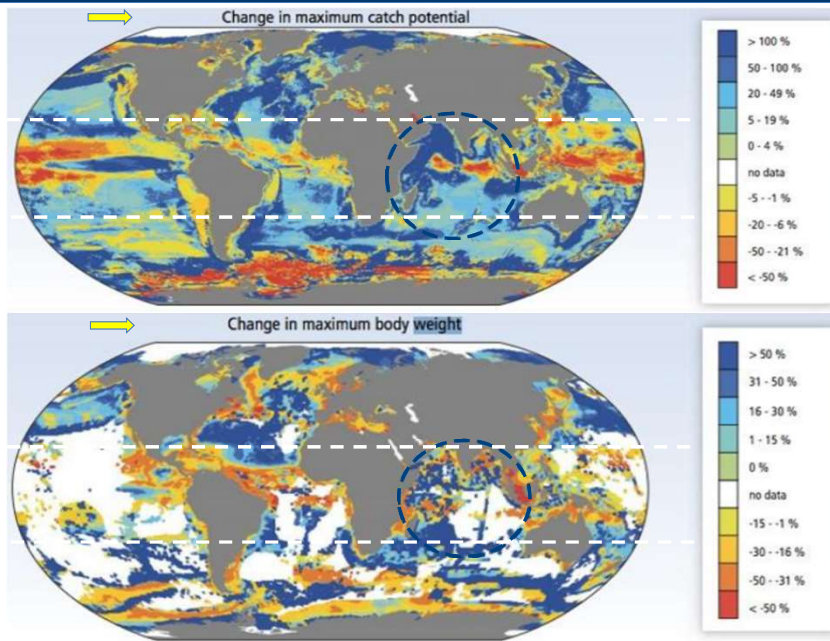 Change in maximum catch potential
> 100 %
50 - 100 %
20 - 49 %
5 - 19 %
0 - 4 %
no data
-5 - -1 %
-20 - -6 %
-50 - -21 %
< -50 %
Change in maximum body weight
> 50 %
31 - 50 %
16 - 30 %
1 - 15 %
0 %
no data
-15 - -1 %
-30 - -16 %
-50 - -31 %
< -50 %